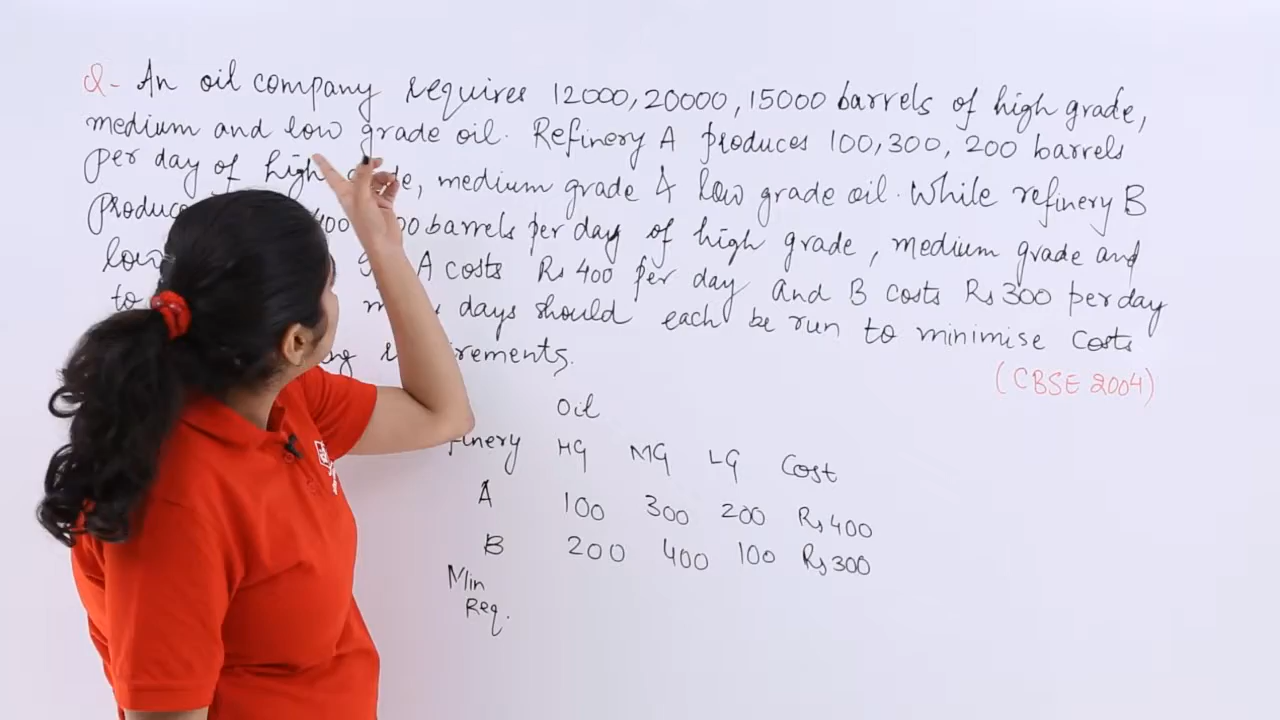 Q- An oil company requires 12000, 20000, 15000 barrels of high grade,
medium and low grade oil. Refinery A produces 100, 300, 200 barrels
per day of high grade, medium grade & low grade oil. While refinery B
barrels per day of high grade, medium grade and
low A costs Rs 400 per day and B costs Rs 300 per day
to days should each be run to minimise costs
(CBSE 2004)
Oil
HG MG LG Cost
A 100 300 200 Rs 400
B 200 400 100 Rs 300
Min
Req.